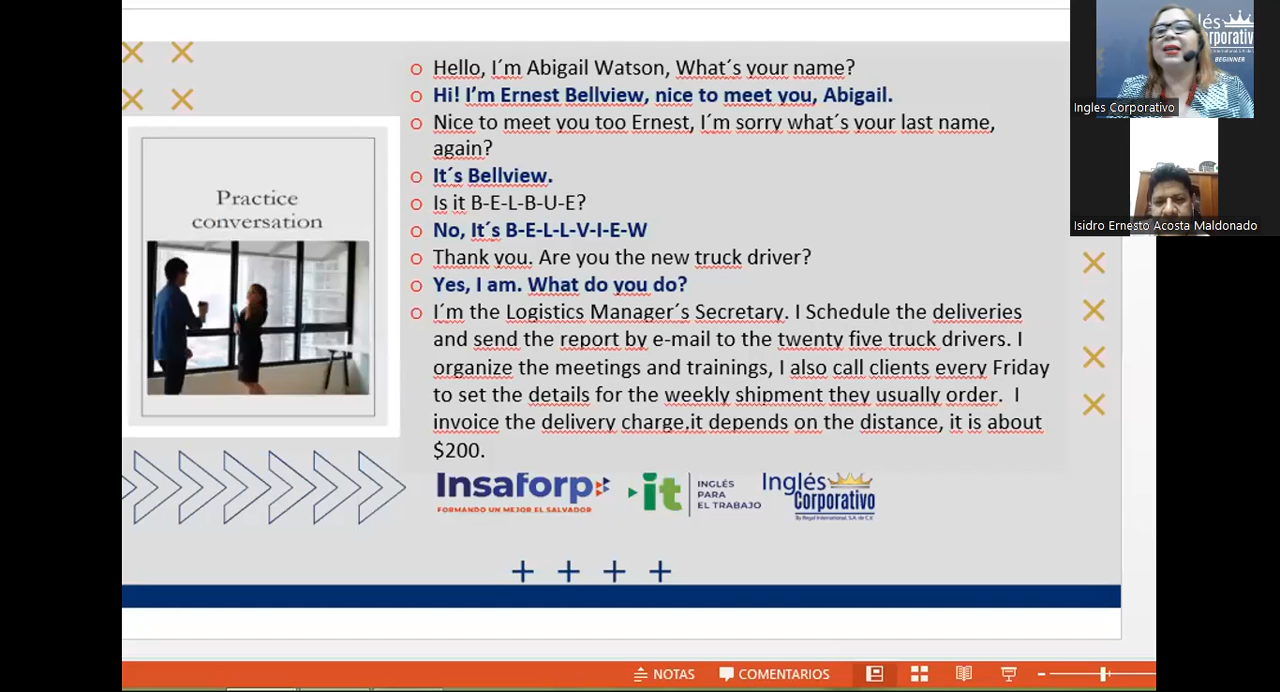 Hello, I´m Abigail Watson, What´s your name?
Hi! I’m Ernest Bellview, nice to meet you, Abigail.
Nice to meet you too Ernest, I´m sorry what´s your last name,
again?
It´s Bellview.
Is it B-E-L-B-U-E?
No, It´s B-E-L-L-V-I-E-W
Thank you. Are you the new truck driver?
Yes, I am. What do you do?
I´m the Logistics Manager´s Secretary. I Schedule the deliveries
and send the report by e-mail to the twenty five truck drivers. I
organize the meetings and trainings, I also call clients every Friday
to set the details for the weekly shipment they usually order. I
invoice the delivery charge,it depends on the distance, it is about
$200.
Practice
conversation
Insaforp
FORMANDO UN MEJOR EL SALVADOR
it
INGLÉS
PARA
EL TRABAJO
Inglés
Corporativo
By Regal International, S.A. de C.V.
BEGINNER
Ingles Corporativo
Isidro Ernesto Acosta Maldonado
NOTAS
COMENTARIOS